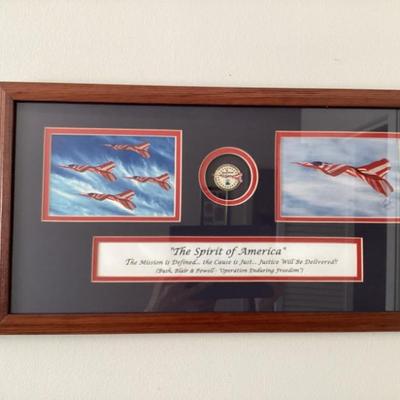 "The Spirit of America"
The Mission is Defined... the Cause is Just... Justice Will Be Delivered!!
(Bush, Blair & Powell - "Operation Enduring Freedom")